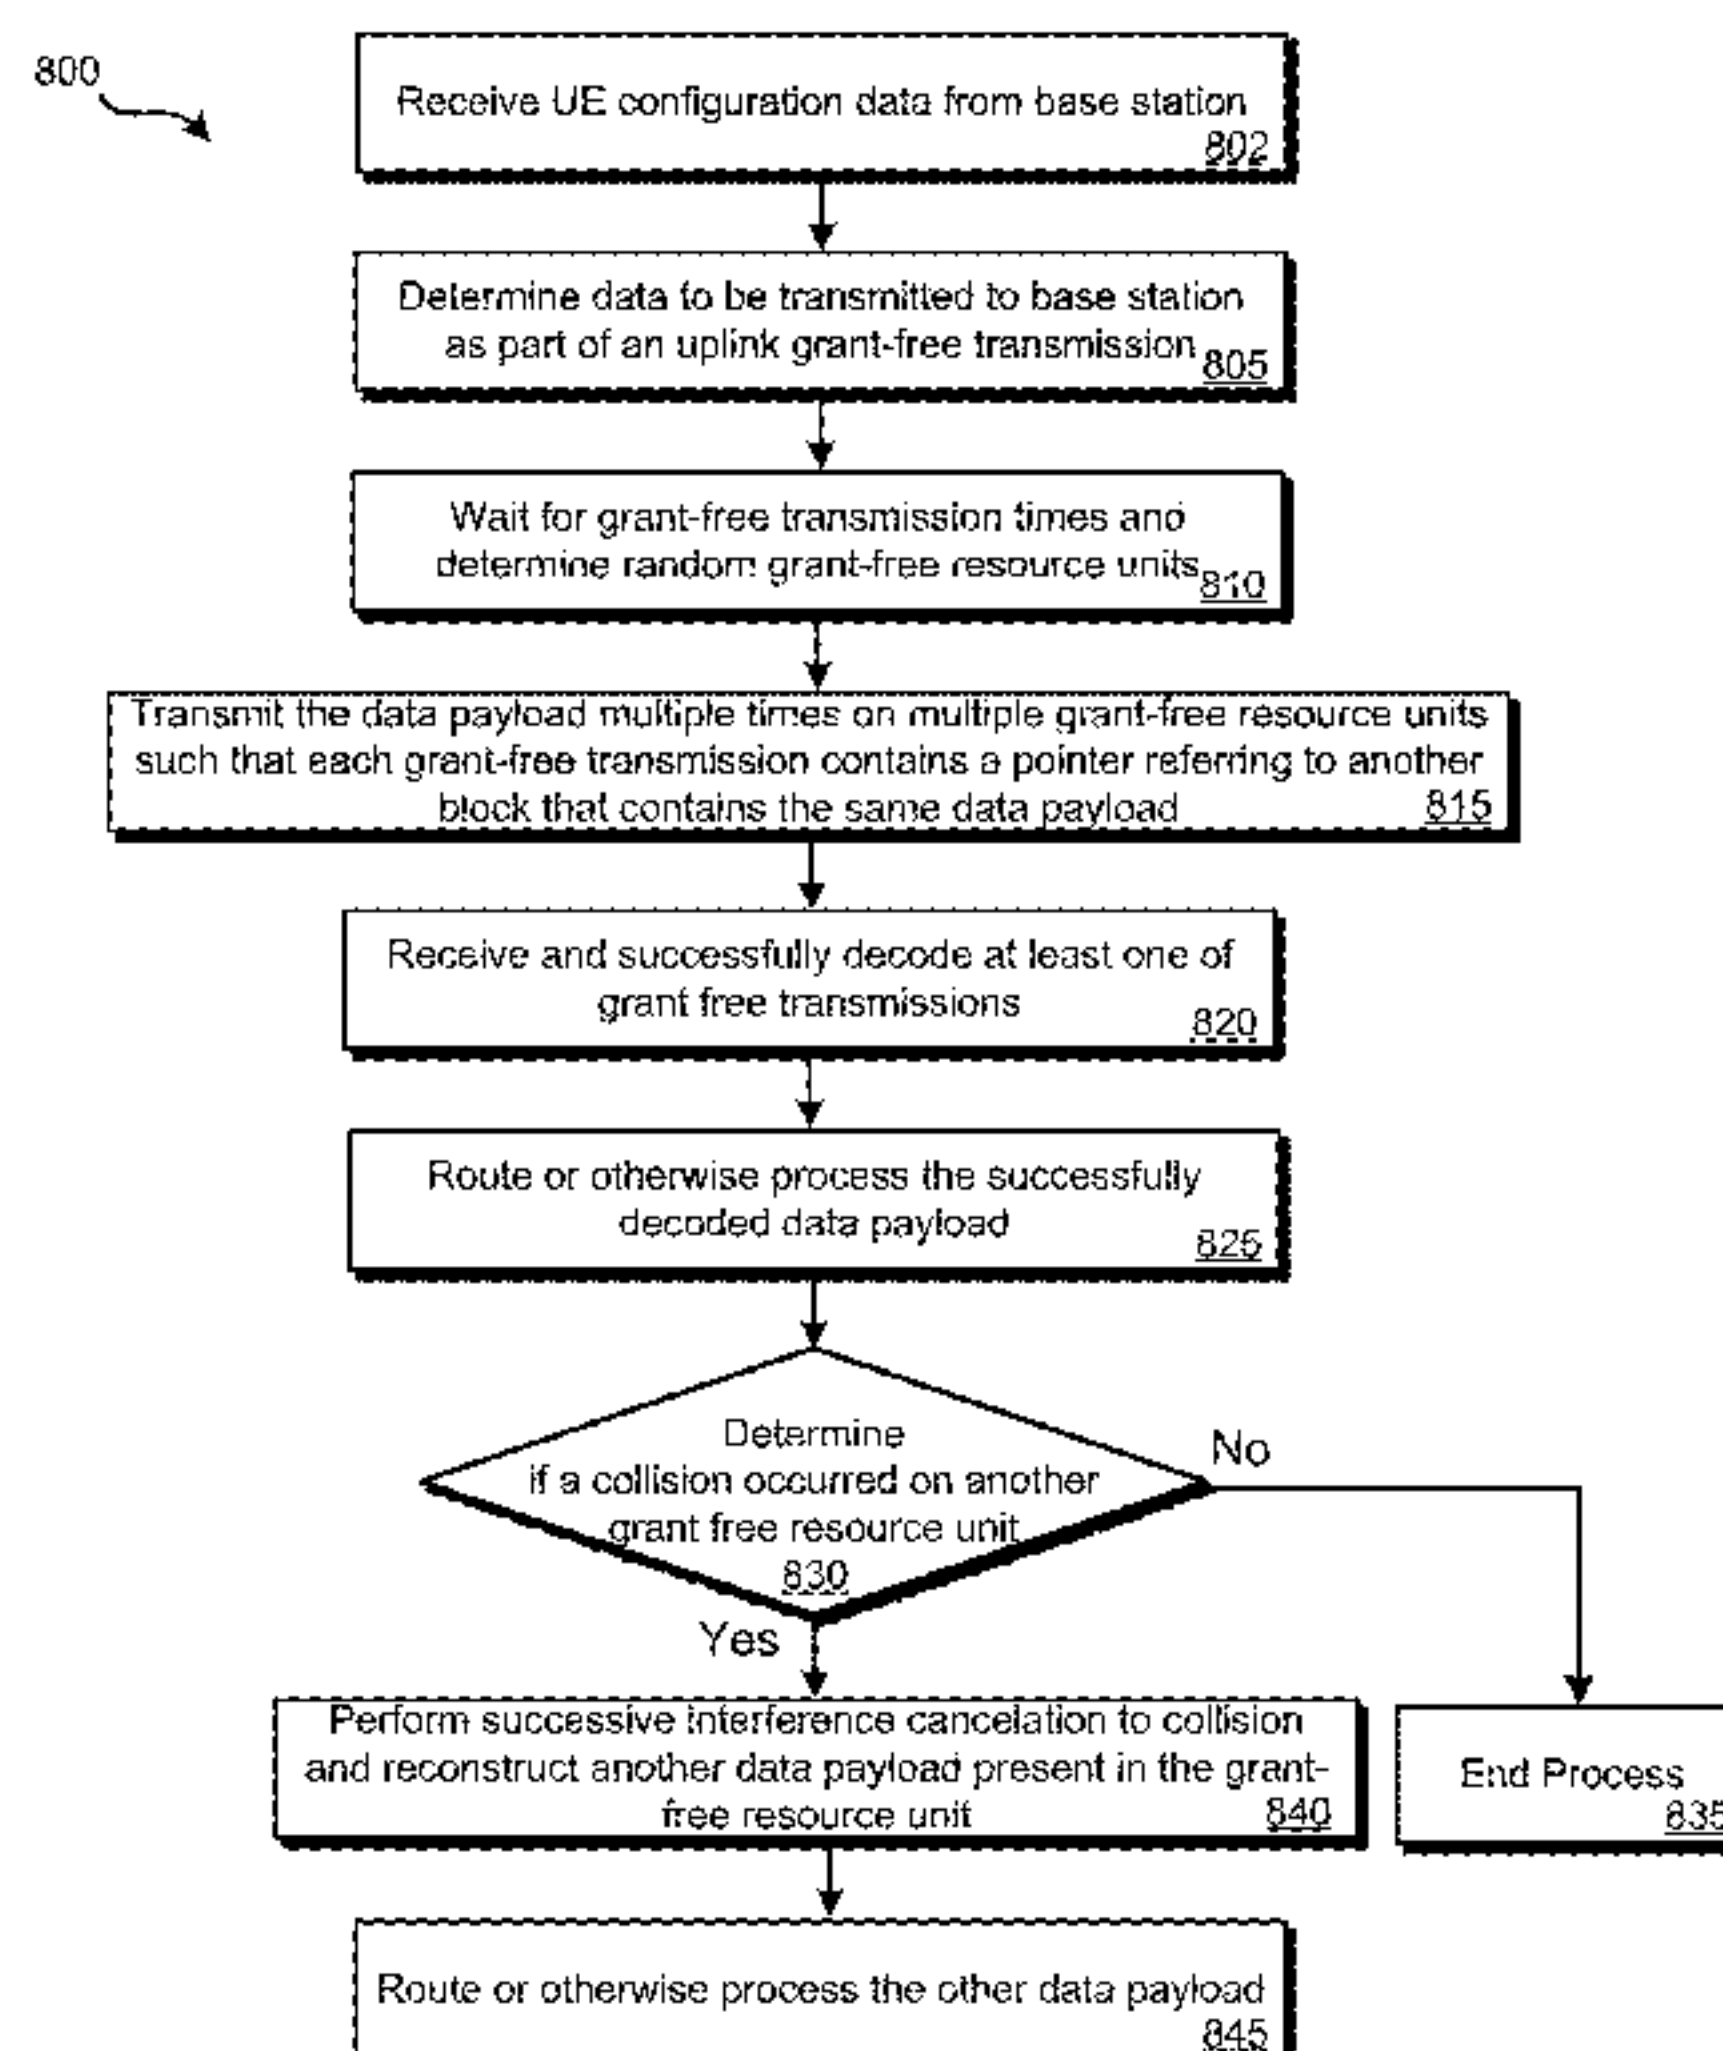 800
Receive UE configuration data from base station
802
Determine data to be transmitted to base station
as part of an uplink grant-free transmission
805
Wait for grant-free transmission times and
determine random grant-free resource units
810
Transmit the data payload multiple times on multiple grant-free resource units
such that each grant-free transmission contains a pointer referring to another
block that contains the same data payload 815
Receive and successfully decode at least one of
grant free transmissions
820
Route or otherwise process the successfully
decoded data payload
825
Determine
if a collision occurred on another
grant free resource unit
830
No
Yes
Perform successive interference cancelation to collision
and reconstruct another data payload present in the grant-
free resource unit 840
End Process
835
Route or otherwise process the other data payload
845